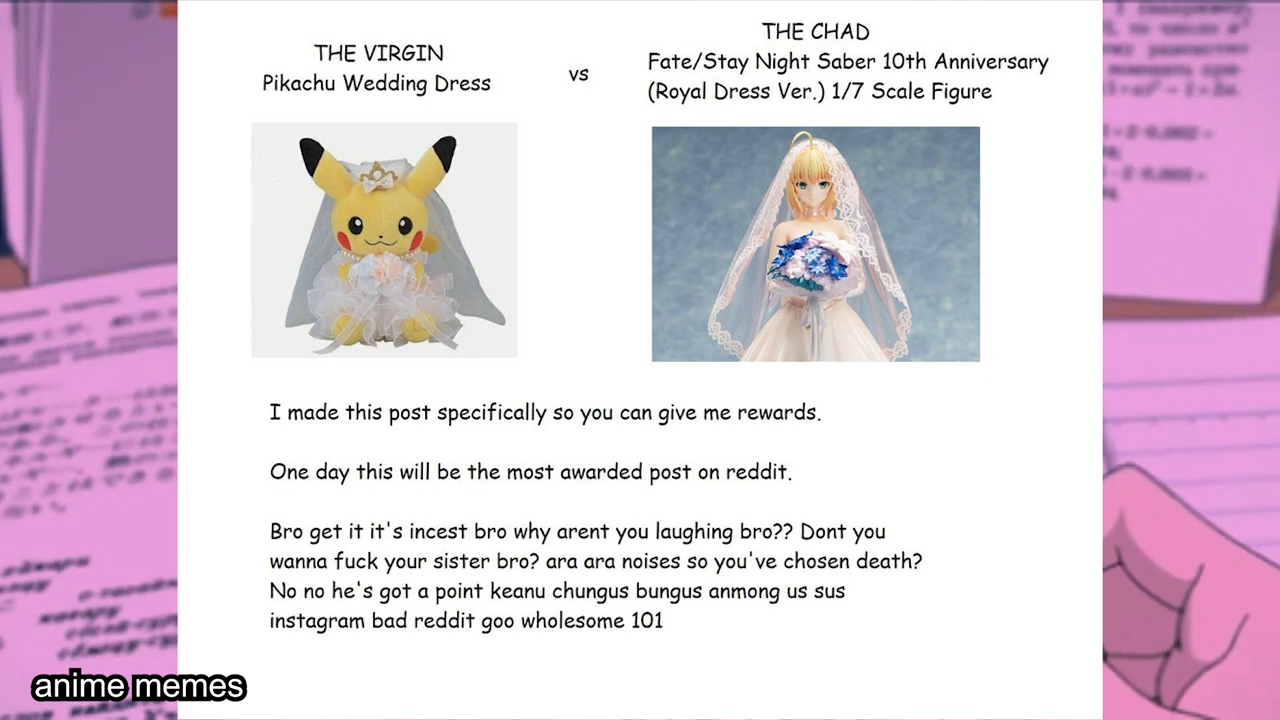 THE VIRGIN
Pikachu Wedding Dress
vs
THE CHAD
Fate/Stay Night Saber 10th Anniversary
(Royal Dress Ver.) 1/7 Scale Figure
I made this post specifically so you can give me rewards.
One day this will be the most awarded post on reddit.
Bro get it it's incest bro why arent you laughing bro?? Dont you
wanna fuck your sister bro? ara ara noises so you've chosen death?
No no he's got a point keanu chungus bungus anmong us sus
instagram bad reddit goo wholesome 101
anime memes